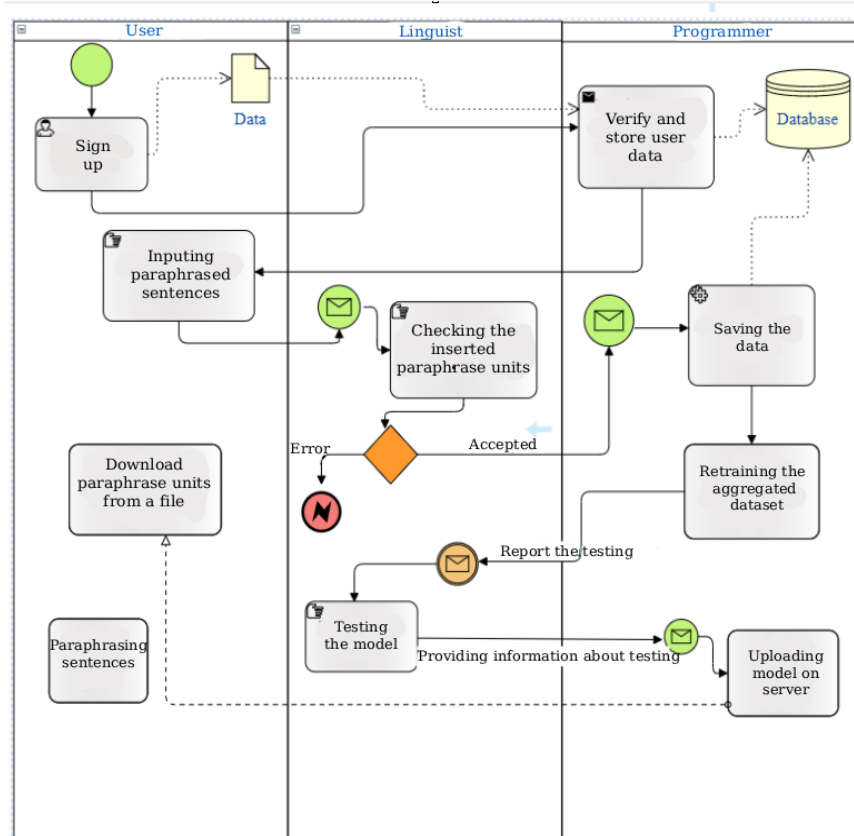 User
Linguist
Programmer
Data
Sign
up
Verify and
store user
data
Database
Inputing
paraphrased
sentences
Checking the
inserted
paraphrase units
Saving the
data
Error
Accepted
Download
paraphrase units
from a file
Retraining the
aggregated
dataset
Report the testing
Testing
the model
Providing information about testing
Paraphrasing
sentences
Uploading
model on
server